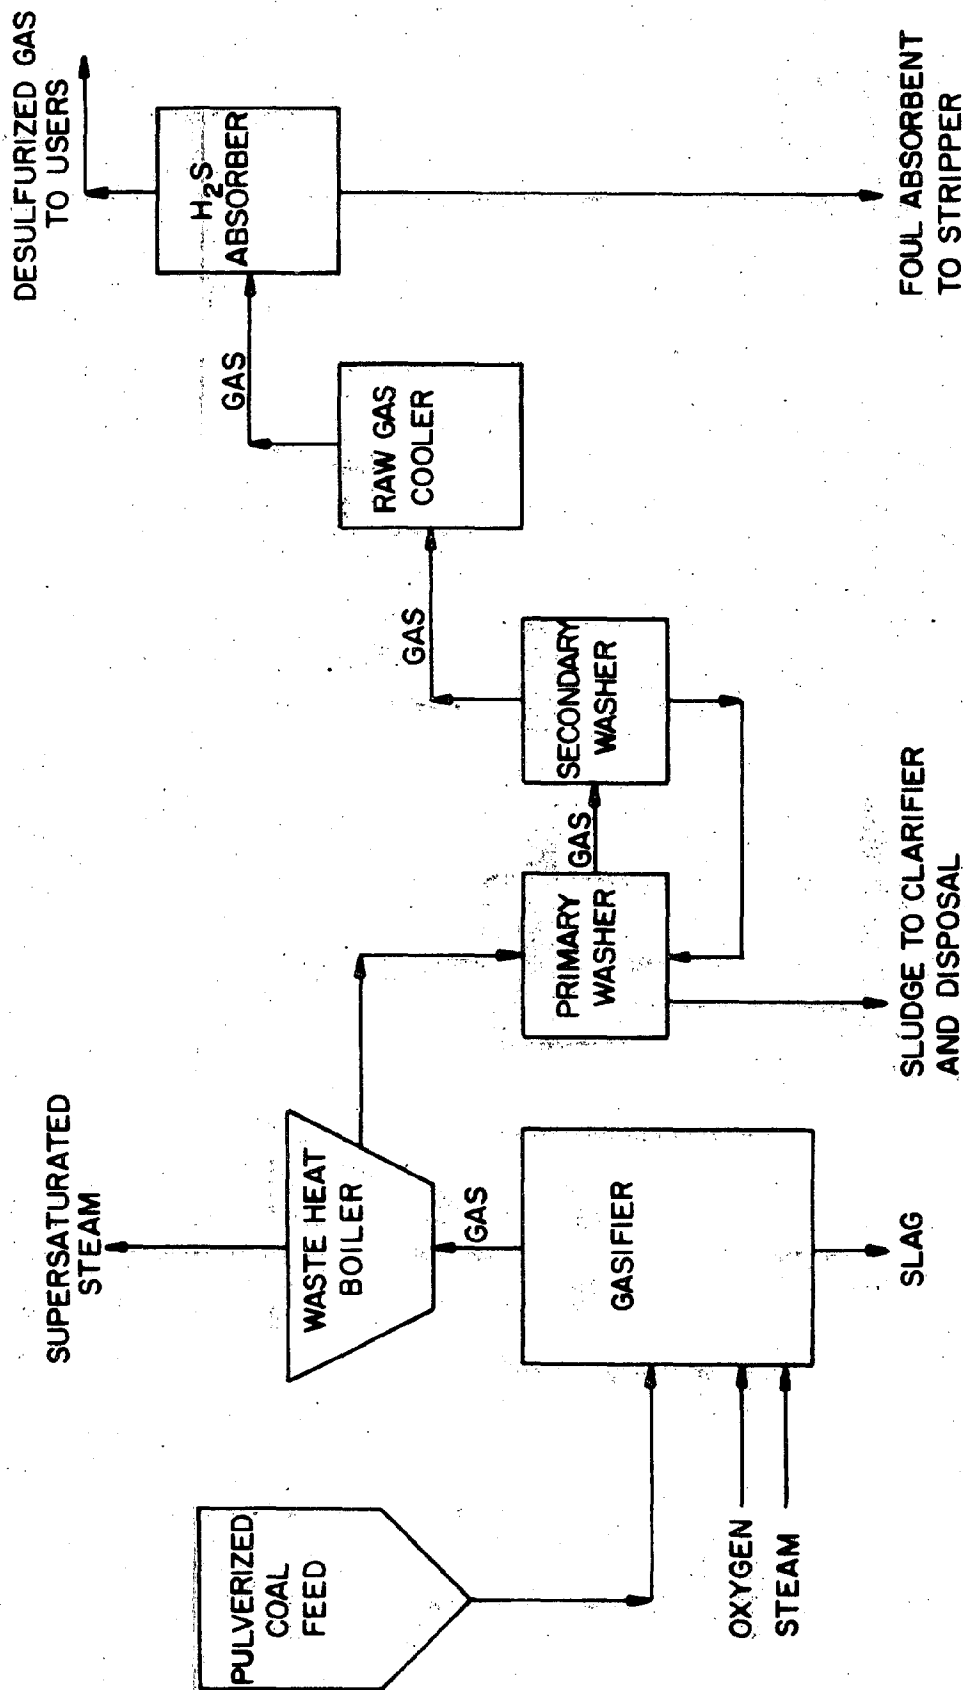 PULVERIZED
COAL
FEED
OXYGEN
STEAM
SUPERSATURATED
STEAM
WASTE HEAT
BOILER
GAS
GASIFIER
SLAG
PRIMARY
WASHER
GAS
SECONDARY
WASHER
SLUDGE TO CLARIFIER
AND DISPOSAL
GAS
RAW GAS
COOLER
GAS
H₂S
ABSORBER
DESULFURIZED GAS
TO USERS
FOUL ABSORBENT
TO STRIPPER